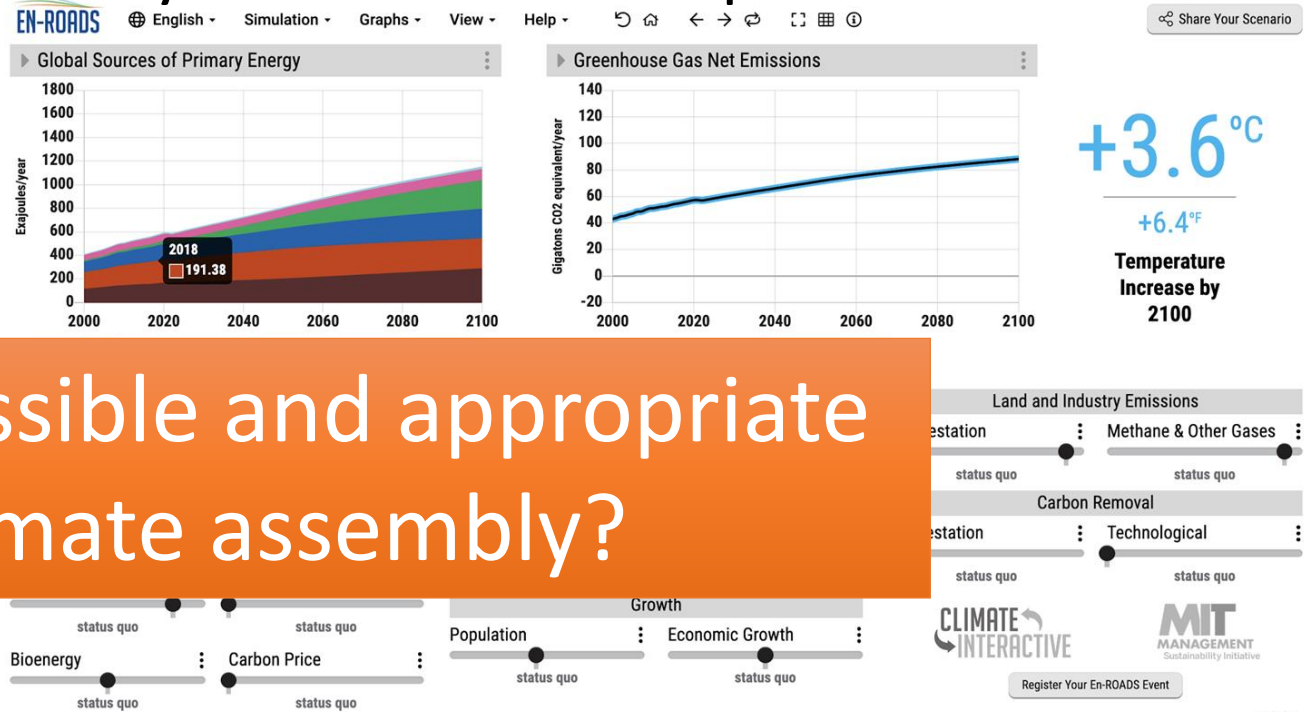 EN-ROADS English Simulation Graphs View Help Share Your Scenario
Global Sources of Primary Energy
1800
1600
1400
1200
1000
800
600
400
200
0
Exajoules/year
2018
191.38
2000 2020 2040 2060 2080 2100
Greenhouse Gas Net Emissions
140
120
100
80
60
40
20
0
-20
Gigatons CO2 equivalent/year
2000 2020 2040 2060 2080 2100
+3.6°C
+6.4°F
Temperature
Increase by
2100
ssible and appropriate
mate assembly?
Land and Industry Emissions
estation Methane & Other Gases
status quo status quo
Carbon Removal
estation Technological
status quo status quo
status quo status quo
Bioenergy Carbon Price
status quo status quo
Growth
Population Economic Growth
status quo status quo
CLIMATE
INTERACTIVE
MIT
MANAGEMENT
Sustainability Initiative
Register Your En-ROADS Event